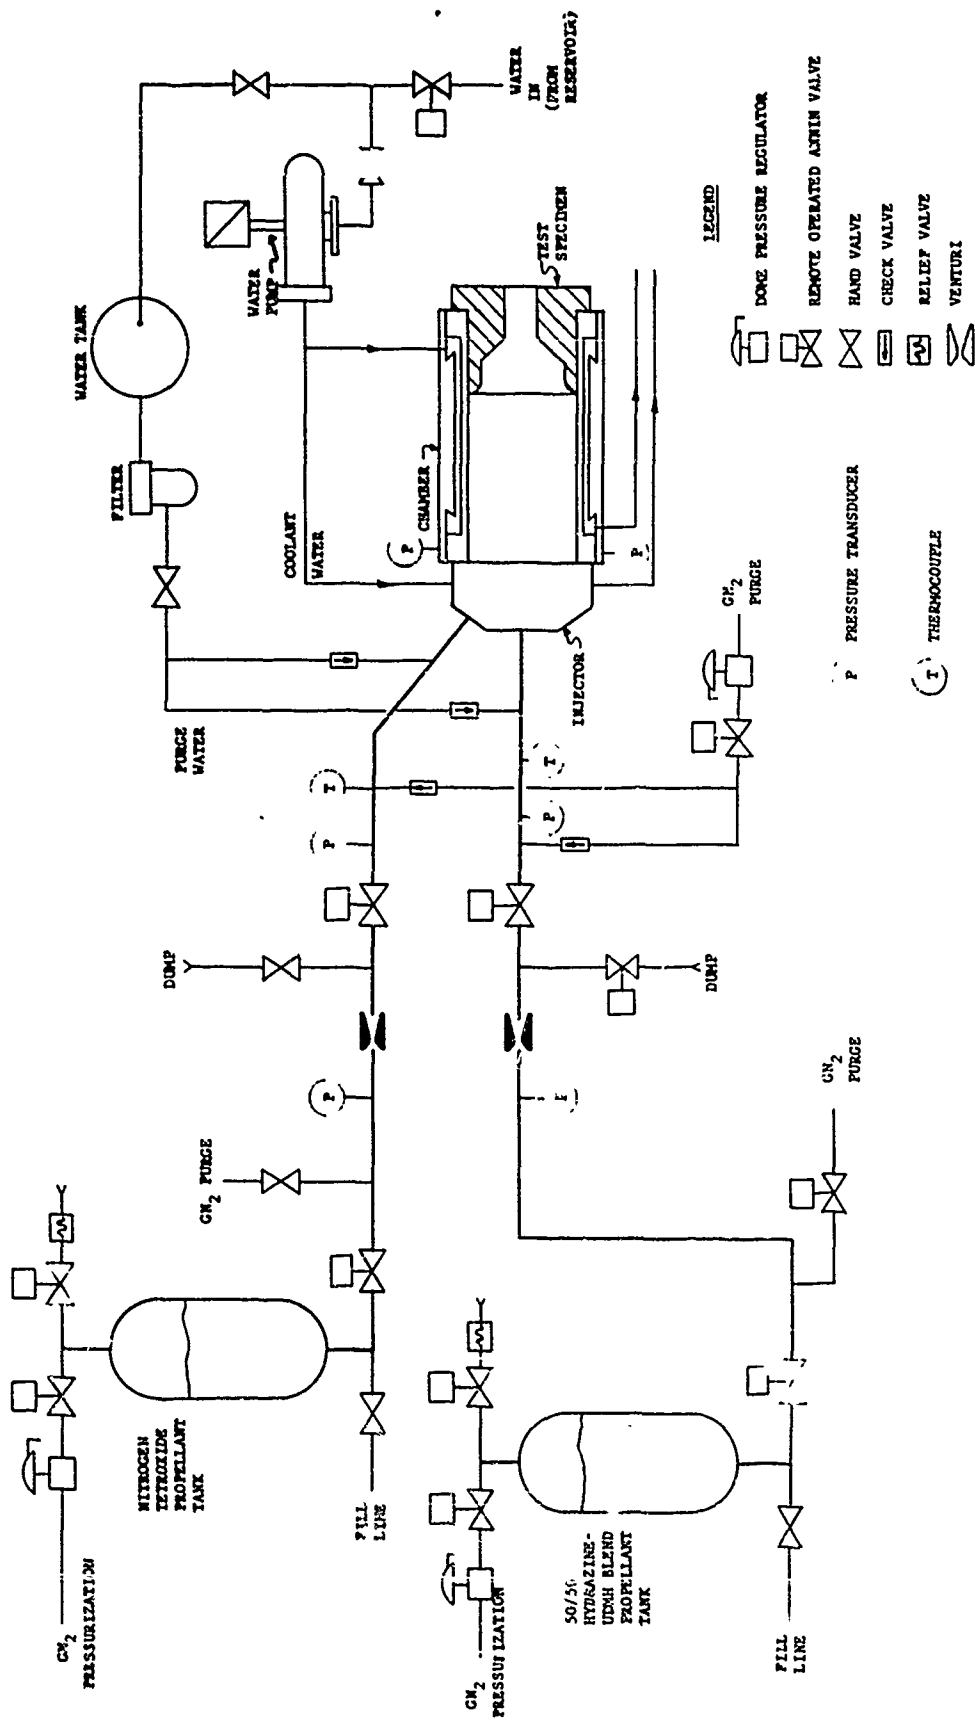 GN2
PRESSURIZATION
NITROGEN
TETROXIDE
PROPELLANT
TANK
FILL
LINE
GN2 PURGE
P
DUMP
P
T
PURGE
WATER
FILTER
WATER TANK
COOLANT
WATER
P
CHAMBER
WATER
PUMP
WATER
IN
(FROM
RESERVOIR)
TEST
SPECIMEN
INJECTOR
P
GN2
PRESSURIZATION
HYDRAZINE-
UDMH BLEND
PROPELLANT
TANK
FILL
LINE
GN2
PURGE
DUMP
P
T
GN2
PURGE
LEGEND
DOME PRESSURE REGULATOR
REMOTE OPERATED ANNIN VALVE
HAND VALVE
CHECK VALVE
RELIEF VALVE
VENTURI
P PRESSURE TRANSDUCER
T THERMOCOUPLE